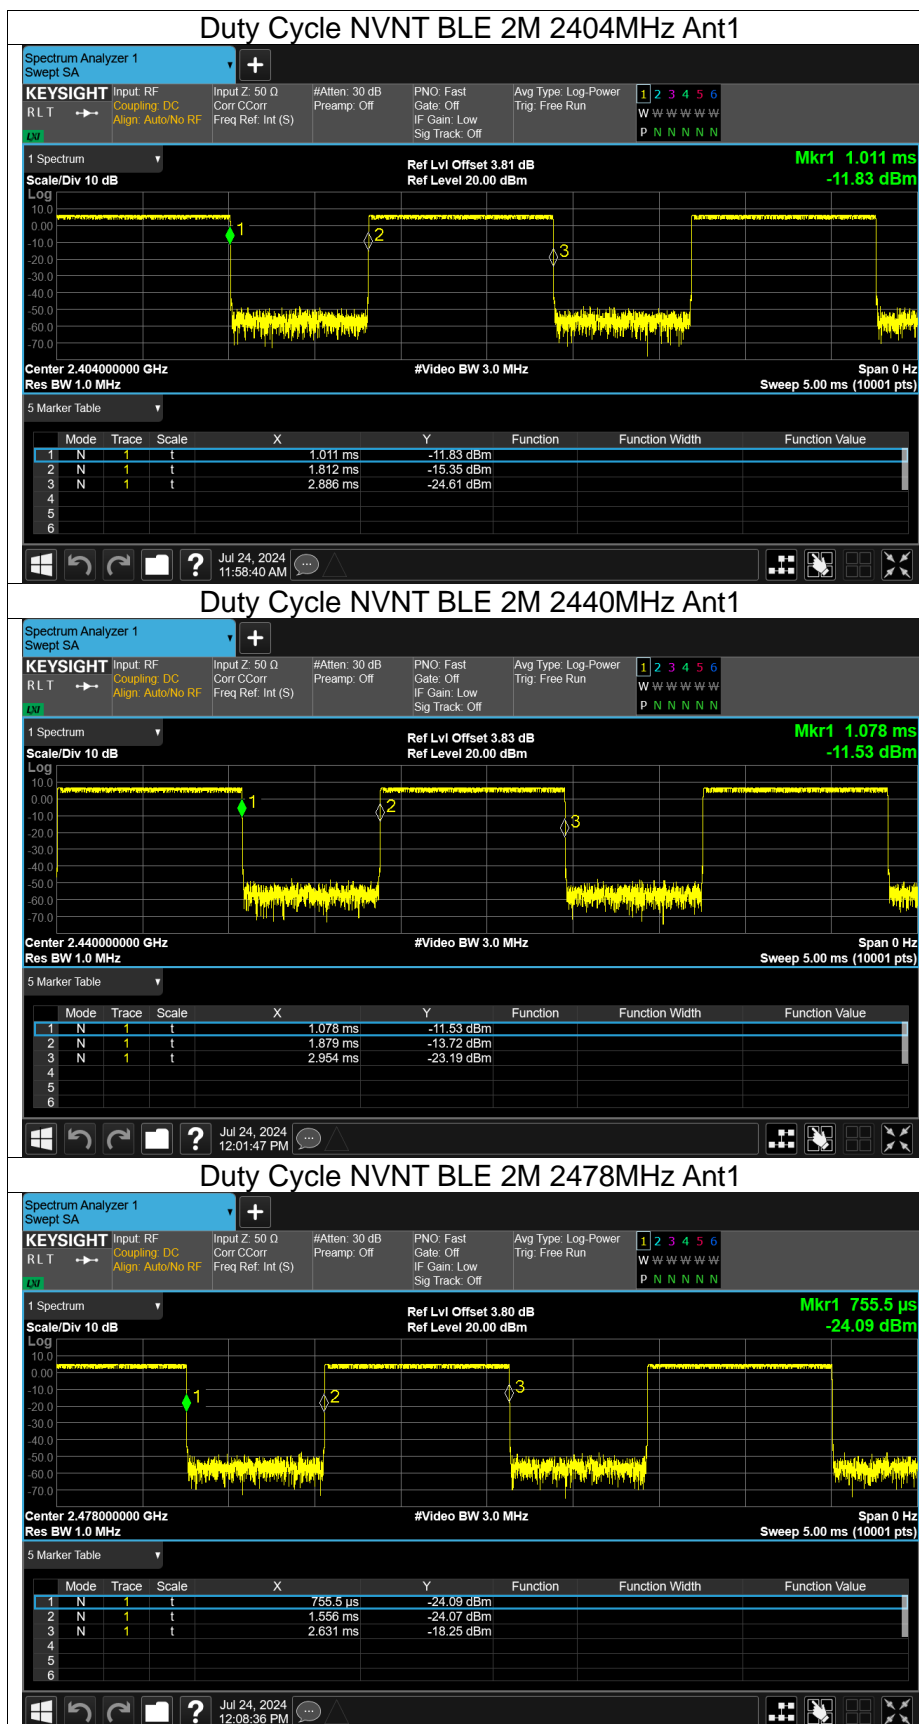 Duty Cycle NVNT BLE 2M 2404MHz Ant1
Spectrum Analyzer 1
Swept SA
KEYSIGHT Input: RF Input Z: 50 Ω #Atten: 30 dB PNO: Fast Avg Type: Log-Power 1 2 3 4 5 6
R L T Coupling: DC Corr CCorr Preamp: Off Gate: Off Trig: Free Run W W W W W W
Align: Auto/No RF Freq Ref: Int (S) IF Gain: Low P N N N N N
LXI Sig Track: Off
1 Spectrum Ref Lvl Offset 3.81 dB Mkr1 1.011 ms
Scale/Div 10 dB Ref Level 20.00 dBm -11.83 dBm
Log
10.0
0.00
-10.0
-20.0
-30.0
-40.0
-50.0
-60.0
-70.0
1
2
3
Center 2.404000000 GHz #Video BW 3.0 MHz Span 0 Hz
Res BW 1.0 MHz Sweep 5.00 ms (10001 pts)
5 Marker Table
Mode Trace Scale X Y Function Function Width Function Value
1 N 1 t 1.011 ms -11.83 dBm
2 N 1 t 1.812 ms -15.35 dBm
3 N 1 t 2.886 ms -24.61 dBm
4
5
6
? Jul 24, 2024
11:58:40 AM
Duty Cycle NVNT BLE 2M 2440MHz Ant1
Spectrum Analyzer 1
Swept SA
KEYSIGHT Input: RF Input Z: 50 Ω #Atten: 30 dB PNO: Fast Avg Type: Log-Power 1 2 3 4 5 6
R L T Coupling: DC Corr CCorr Preamp: Off Gate: Off Trig: Free Run W W W W W W
Align: Auto/No RF Freq Ref: Int (S) IF Gain: Low P N N N N N
LXI Sig Track: Off
1 Spectrum Ref Lvl Offset 3.83 dB Mkr1 1.078 ms
Scale/Div 10 dB Ref Level 20.00 dBm -11.53 dBm
Log
10.0
0.00
-10.0
-20.0
-30.0
-40.0
-50.0
-60.0
-70.0
1
2
3
Center 2.440000000 GHz #Video BW 3.0 MHz Span 0 Hz
Res BW 1.0 MHz Sweep 5.00 ms (10001 pts)
5 Marker Table
Mode Trace Scale X Y Function Function Width Function Value
1 N 1 t 1.078 ms -11.53 dBm
2 N 1 t 1.879 ms -13.72 dBm
3 N 1 t 2.954 ms -23.19 dBm
4
5
6
? Jul 24, 2024
12:01:47 PM
Duty Cycle NVNT BLE 2M 2478MHz Ant1
Spectrum Analyzer 1
Swept SA
KEYSIGHT Input: RF Input Z: 50 Ω #Atten: 30 dB PNO: Fast Avg Type: Log-Power 1 2 3 4 5 6
R L T Coupling: DC Corr CCorr Preamp: Off Gate: Off Trig: Free Run W W W W W W
Align: Auto/No RF Freq Ref: Int (S) IF Gain: Low P N N N N N
LXI Sig Track: Off
1 Spectrum Ref Lvl Offset 3.80 dB Mkr1 755.5 µs
Scale/Div 10 dB Ref Level 20.00 dBm -24.09 dBm
Log
10.0
0.00
-10.0
-20.0
-30.0
-40.0
-50.0
-60.0
-70.0
1
2
3
Center 2.478000000 GHz #Video BW 3.0 MHz Span 0 Hz
Res BW 1.0 MHz Sweep 5.00 ms (10001 pts)
5 Marker Table
Mode Trace Scale X Y Function Function Width Function Value
1 N 1 t 755.5 µs -24.09 dBm
2 N 1 t 1.556 ms -24.07 dBm
3 N 1 t 2.631 ms -18.25 dBm
4
5
6
? Jul 24, 2024
12:08:36 PM